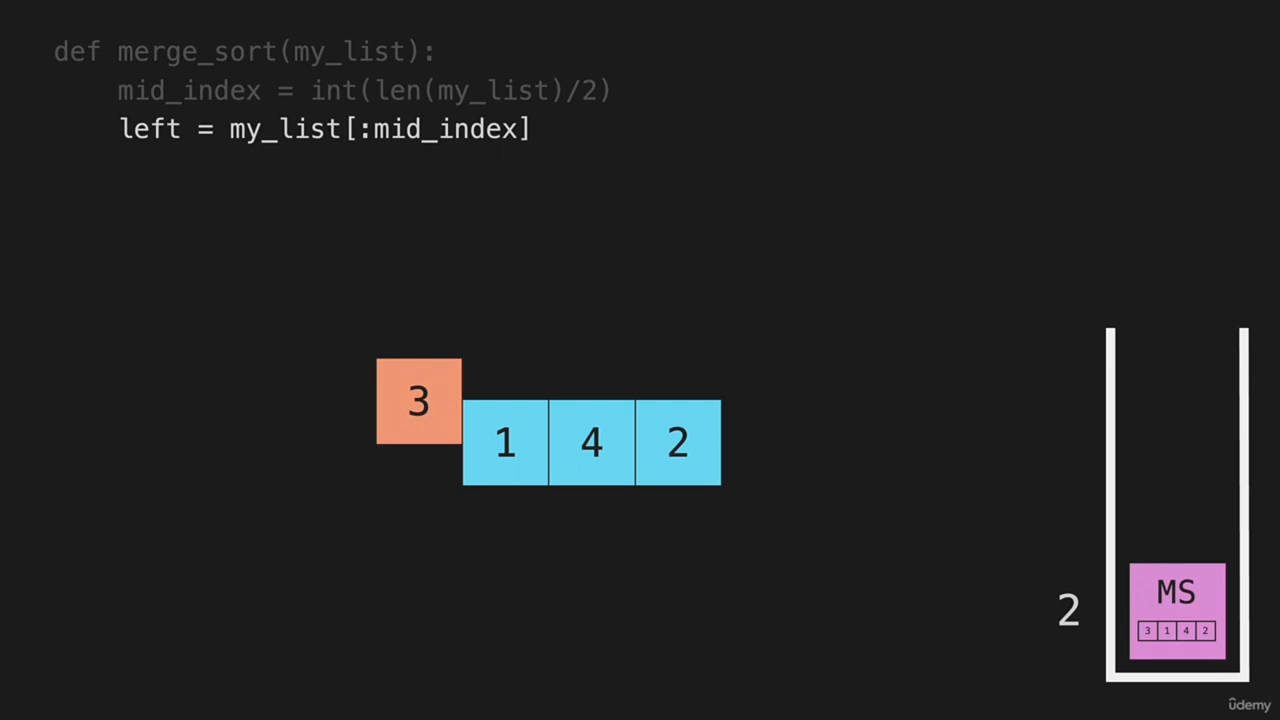 def merge_sort(my_list):
    mid_index = int(len(my_list)/2)
    left = my_list[:mid_index]
3
1 4 2
2
MS
3 1 4 2
ûdemy